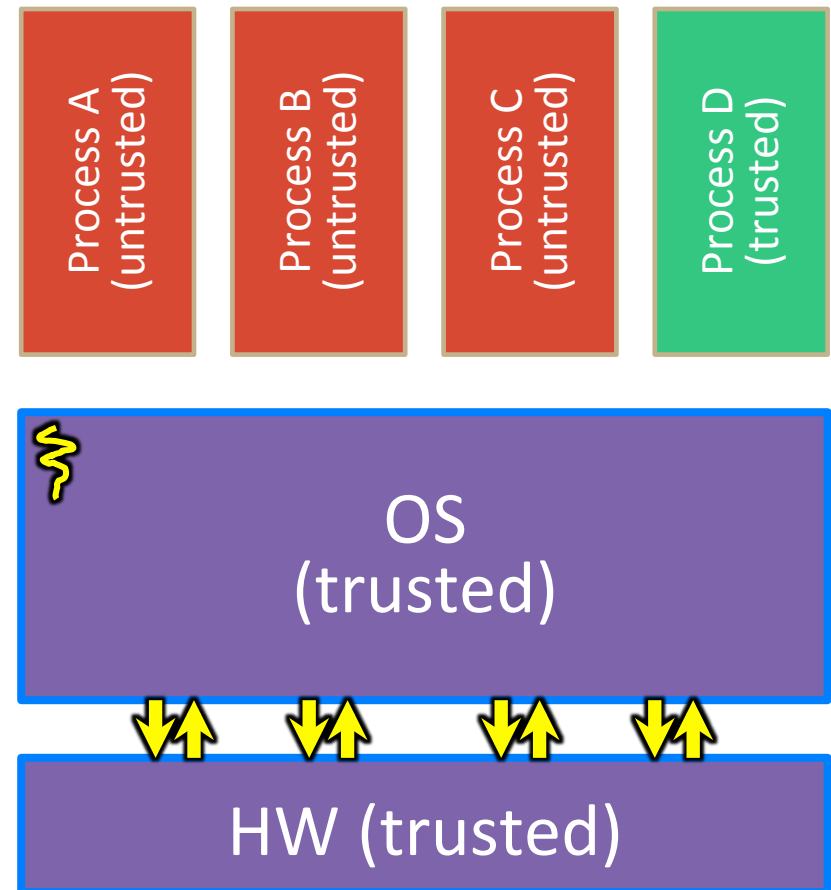 Process A
(untrusted)
Process B
(untrusted)
Process C
(untrusted)
Process D
(trusted)
OS
(trusted)
HW (trusted)